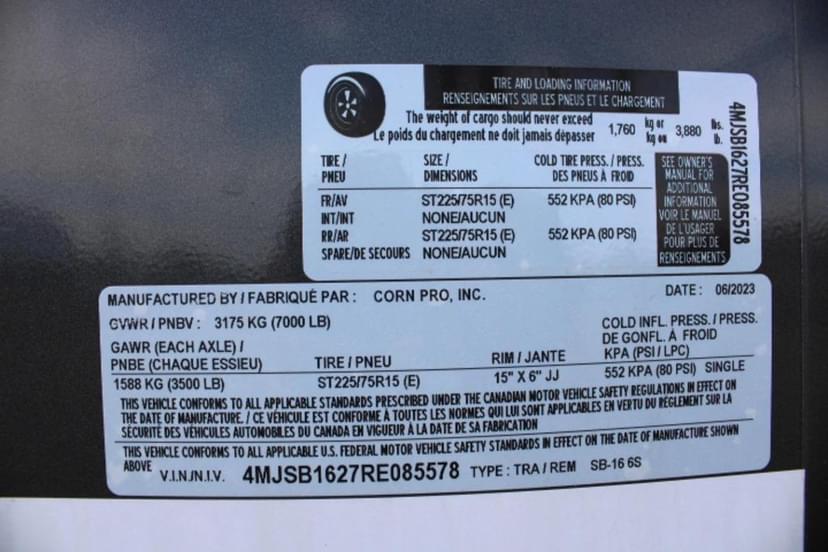 TIRE AND LOADING INFORMATION
RENSEIGNEMENTS SUR LES PNEUS ET LE CHARGEMENT
The weight of cargo should never exceed
Le poids du chargement ne doit jamais dépasser 1,760 kg or kg ou 3,880 lbs. lb.
TIRE / PNEU SIZE / DIMENSIONS COLD TIRE PRESS. / PRESS. DES PNEUS À FROID
FR/AV ST225/75R15 (E) 552 KPA (80 PSI)
INT/INT NONE/AUCUN
RR/AR ST225/75R15 (E) 552 KPA (80 PSI)
SPARE/DE SECOURS NONE/AUCUN
SEE OWNER'S
MANUAL FOR
ADDITIONAL
INFORMATION
VOIR LE MANUEL
DE L'USAGER
POUR PLUS DE
RENSEIGNEMENTS
4MJSB1627RE085578
MANUFACTURED BY / FABRIQUÉ PAR : CORN PRO, INC. DATE : 06/2023
GVWR / PNBV : 3175 KG (7000 LB)
GAWR (EACH AXLE) /
PNBE (CHAQUE ESSIEU) TIRE / PNEU RIM / JANTE COLD INFL. PRESS. / PRESS. DE GONFL. À FROID KPA (PSI / LPC)
1588 KG (3500 LB) ST225/75R15 (E) 15" X 6" JJ 552 KPA (80 PSI) SINGLE
THIS VEHICLE CONFORMS TO ALL APPLICABLE STANDARDS PRESCRIBED UNDER THE CANADIAN MOTOR VEHICLE SAFETY REGULATIONS IN EFFECT ON
THE DATE OF MANUFACTURE. / CE VÉHICULE EST CONFORME À TOUTES LES NORMES QUI LUI SONT APPLICABLES EN VERTU DU RÈGLEMENT SUR LA
SÉCURITÉ DES VÉHICULES AUTOMOBILES DU CANADA EN VIGUEUR À LA DATE DE SA FABRICATION
THIS VEHICLE CONFORMS TO ALL APPLICABLE U.S. FEDERAL MOTOR VEHICLE SAFETY STANDARDS IN EFFECT ON THE DATE OF MANUFACTURE SHOWN
ABOVE
V.I.N./N.I.V. 4MJSB1627RE085578 TYPE : TRA / REM SB-16 6S